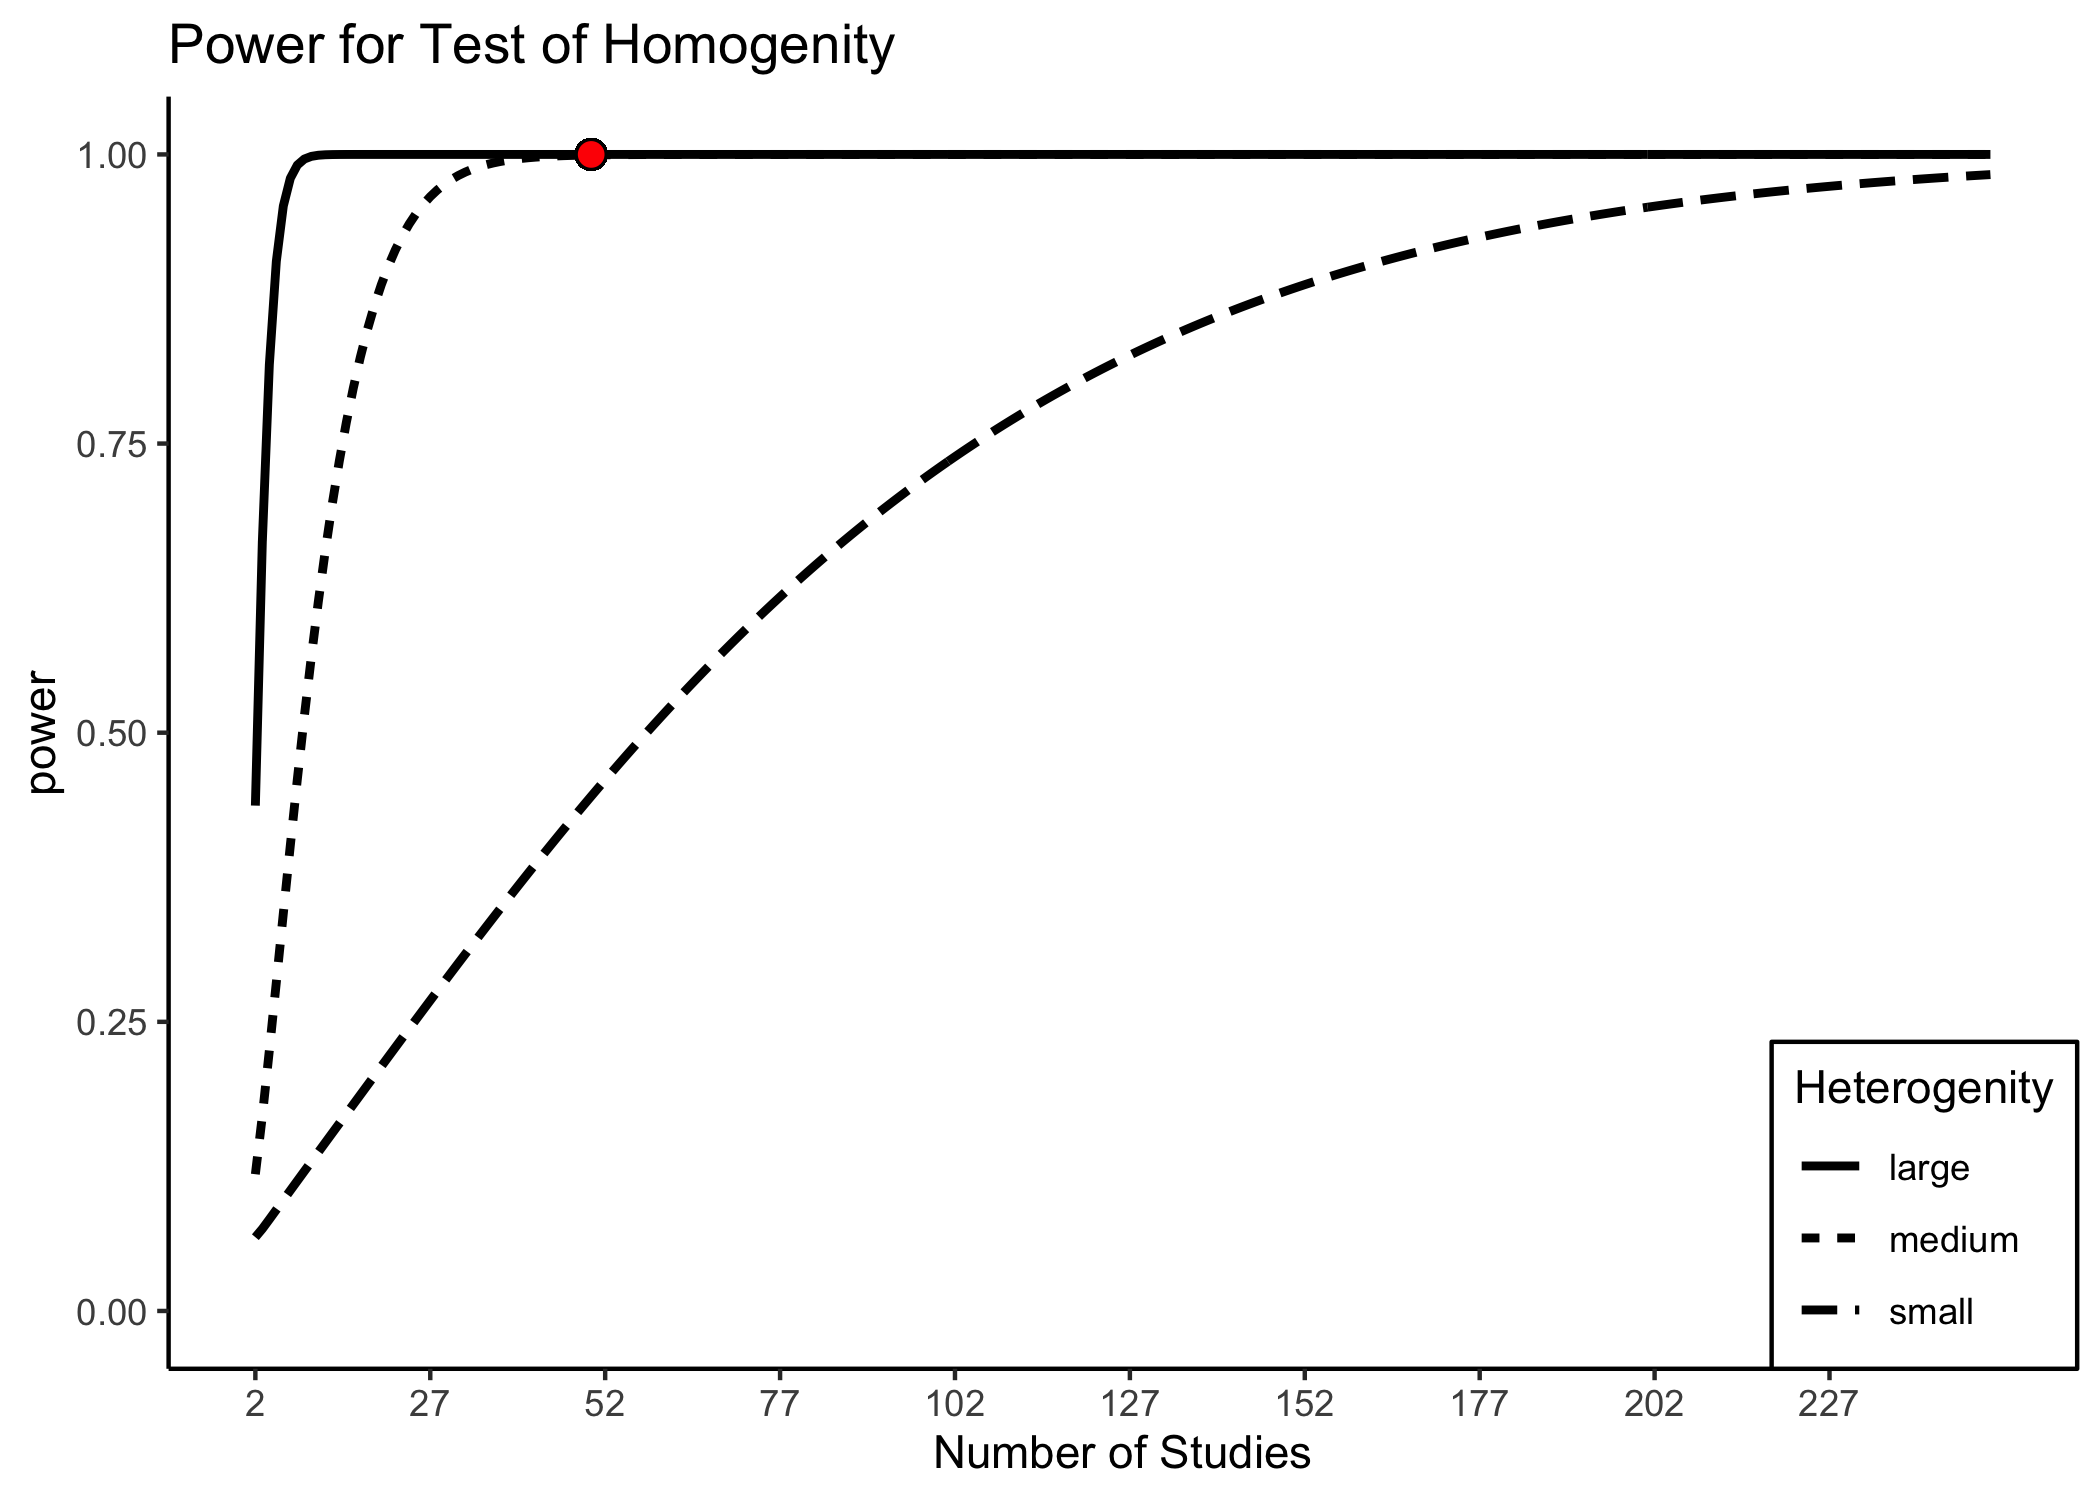 Power for Test of Homogenity
power
1.00
0.75
0.50
0.25
0.00
2 27 52 77 102 127 152 177 202 227
Number of Studies
Heterogenity
large
medium
small